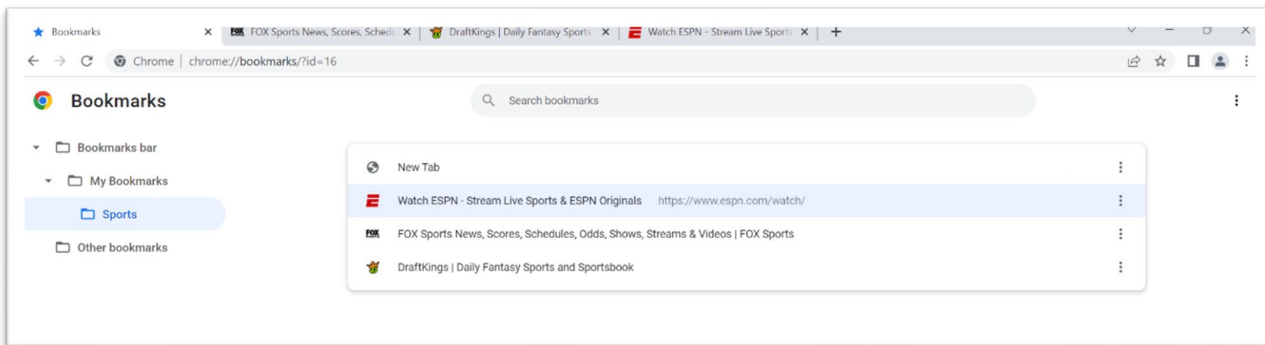 Bookmarks
FOX Sports News, Scores, Schedu
DraftKings | Daily Fantasy Sports
Watch ESPN - Stream Live Sports
Chrome | chrome://bookmarks/?id=16
Bookmarks
Search bookmarks
Bookmarks bar
My Bookmarks
Sports
Other bookmarks
New Tab
Watch ESPN - Stream Live Sports & ESPN Originals https://www.espn.com/watch/
FOX FOX Sports News, Scores, Schedules, Odds, Shows, Streams & Videos | FOX Sports
DraftKings | Daily Fantasy Sports and Sportsbook